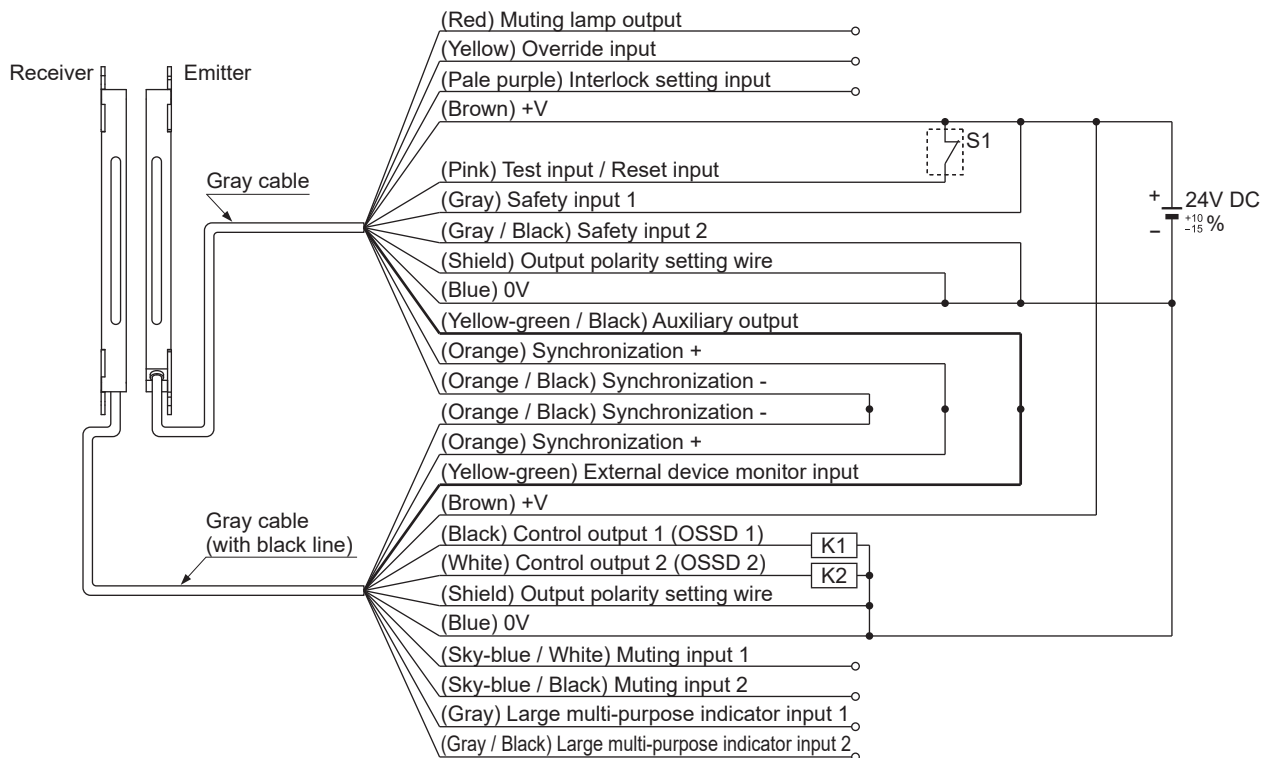 (Red) Muting lamp output
(Yellow) Override input
Receiver
Emitter
(Pale purple) Interlock setting input
(Brown) +V
S1
(Pink) Test input / Reset input
Gray cable
(Gray) Safety input 1
+
24V DC
+10
-15 %
-
(Gray / Black) Safety input 2
(Shield) Output polarity setting wire
(Blue) 0V
(Yellow-green / Black) Auxiliary output
(Orange) Synchronization +
(Orange / Black) Synchronization -
(Orange / Black) Synchronization -
(Orange) Synchronization +
(Yellow-green) External device monitor input
(Brown) +V
Gray cable
(with black line)
(Black) Control output 1 (OSSD 1)
K1
(White) Control output 2 (OSSD 2)
K2
(Shield) Output polarity setting wire
(Blue) 0V
(Sky-blue / White) Muting input 1
(Sky-blue / Black) Muting input 2
(Gray) Large multi-purpose indicator input 1
(Gray / Black) Large multi-purpose indicator input 2